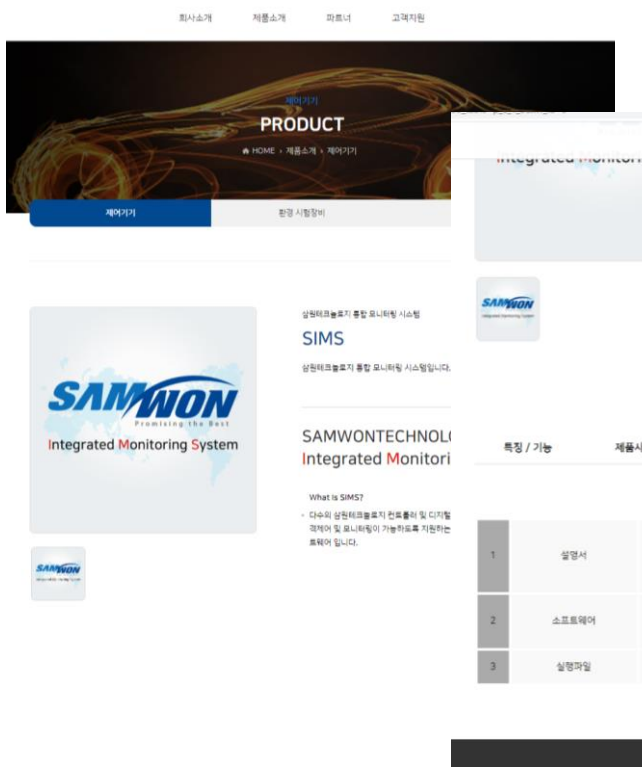 회사소개 제품소개 파트너 고객지원
제어기기
PRODUCT
HOME › 제품소개 › 제어기기
제어기기 환경 시험장비
SAMWON
Promising the Best
Integrated Monitoring System
SAMWON
삼원테크놀로지 통합 모니터링 시스템
SIMS
삼원테크놀로지 통합 모니터링 시스템입니다.
SAMWONTECHNOLO
Integrated Monitori
What is SIMS?
- 다수의 삼원테크놀로지 컨트롤러 및 디지털
격제어 및 모니터링이 가능하도록 지원하는
트웨어 입니다.
Integrated Monitori
SAMWON
Integrated Monitoring System
특징 / 기능 제품사
1 설명서
2 소프트웨어
3 실행파일